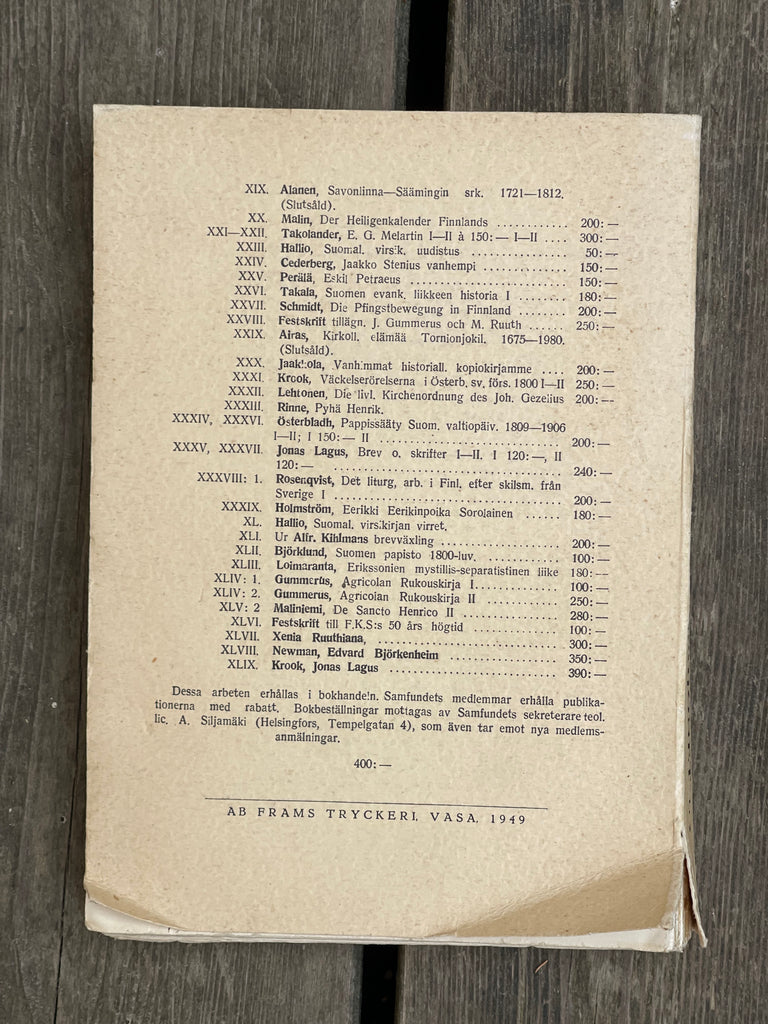 XIX. Alanen, Savonlinna—Säämingin srk. 1721—1812.
(Slutsåld).
XX. Malin, Der Heiligenkalender Finnlands ............ 200: —
XXI—XXII. Takolander, E. G. Melartin I—II à 150: — I—II .... 300: —
XXIII. Hallio, Suomal. virsik. uudistus .................... 50: —
XXIV. Cederberg, Jaakko Stenius vanhempi ............. 150: —
XXV. Perälä, Eskil Petraeus .......................... 150: —
XXVI. Takala, Suomen evank. liikkeen historia I ........ 180: —
XXVII. Schmidt, Die Pfingstbewegung in Finnland ........ 200: —
XXVIII. Festskrift tillägn. J. Gummerus och M. Ruuth ...... 250: —
XXIX. Airas, Kirkoll. elämää Tornionjokil. 1675—1980.
(Slutsåld).
XXX. Jaakkola, Vanhimmat historiall. kopiokirjamme .... 200: —
XXXI. Krook, Väckelserörelserna i Österb. sv. förs. 1800 I—II 250: —
XXXII. Lehtonen, Die livl. Kirchenordnung des Joh. Gezelius 200: —
XXXIII. Rinne, Pyhä Henrik.
XXXIV, XXXVI. Österbladh, Pappissääty Suom. valtiopäiv. 1809—1906
I—II; I 150: — II ............................ 200: —
XXXV, XXXVII. Jonas Lagus, Brev o. skrifter I—II. I 120: —, II
120: — .................................. 240: —
XXXVIII: 1. Rosenqvist, Det liturg, arb. i Finl. efter skilsm. från
Sverige I .................................. 200: —
XXXIX. Holmström, Eerikki Eerikinpoika Sorolainen ...... 180: —
XL. Hallio, Suomal. virsikirjan virret.
XLI. Ur Alfr. Kihlmans brevväxling .................... 200: —
XLII. Björklund, Suomen papisto 1800-luv. ............. 100: —
XLIII. Loimaranta, Erikssonien mystillis-separatistinen liike 180: —
XLIV: 1. Gummerus, Agricolan Rukouskirja I.............. 100: —
XLIV: 2. Gummerus, Agricolan Rukouskirja II ............. 250: —
XLV: 2 Maliniemi, De Sancto Henrico II ................ 280: —
XLVI. Festskrift till F.K.S:s 50 års högtid .............. 100: —
XLVII. Xenia Ruuthiana, .............................. 300: —
XLVIII. Newman, Edvard Björkenheim ................... 350: —
XLIX. Krook, Jonas Lagus ............................ 390: —
Dessa arbeten erhållas i bokhandeln. Samfundets medlemmar erhålla publika-
tionerna med rabatt. Bokbeställningar mottagas av Samfundets sekreterare teol.
lic. A. Siljamäki (Helsingfors, Tempelgatan 4), som även tar emot nya medlems-
anmälningar.
400: —
AB FRAMS TRYCKERI, VASA, 1949